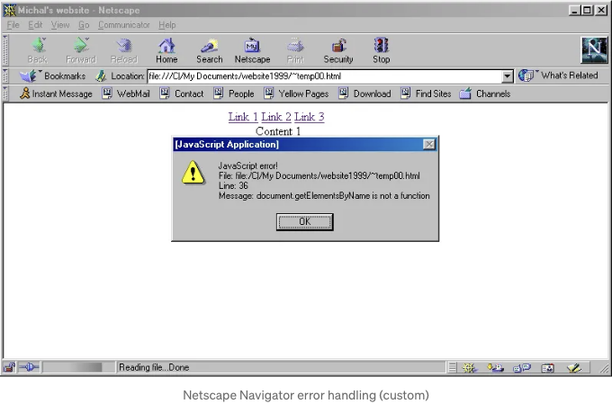 Michal's website - Netscape
File Edit View Go Communicator Help
Back Forward Reload Home Search Netscape Print Security Stop
Bookmarks Location: file:///C|/My Documents/website1999/~temp00.html What's Related
Instant Message WebMail Contact People Yellow Pages Download Find Sites Channels
Link 1 Link 2 Link 3
Content 1
[JavaScript Application]
JavaScript error!
File: file:/C|/My Documents/website1999/~temp00.html
Line: 36
Message: document.getElementsByName is not a function
OK
Reading file...Done
Netscape Navigator error handling (custom)